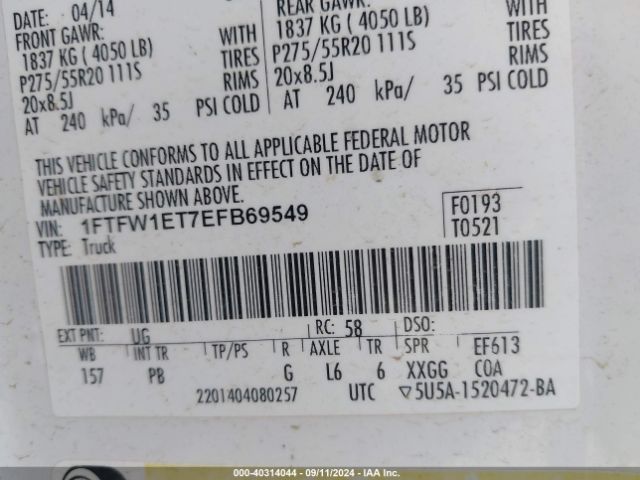 DATE: 04/14
FRONT GAWR: WITH
1837 KG ( 4050 LB) TIRES
P275/55R20 111S RIMS
20x8.5J
AT 240 kPa/ 35 PSI COLD
REAR GAWR: WITH
1837 KG ( 4050 LB) TIRES
P275/55R20 111S RIMS
20x8.5J
AT 240 kPa/ 35 PSI COLD
THIS VEHICLE CONFORMS TO ALL APPLICABLE FEDERAL MOTOR
VEHICLE SAFETY STANDARDS IN EFFECT ON THE DATE OF
MANUFACTURE SHOWN ABOVE.
VIN: 1FTFW1ET7EFB69549
TYPE: Truck
F0193
T0521
EXT PNT: UG RC: 58 DSO:
WB INT TR TP/PS R AXLE TR SPR EF613
157 PB G L6 6 XXGG COA
2201404080257 UTC ▽5U5A-1520472-BA
000-40314044 - 09/11/2024 - IAA Inc.